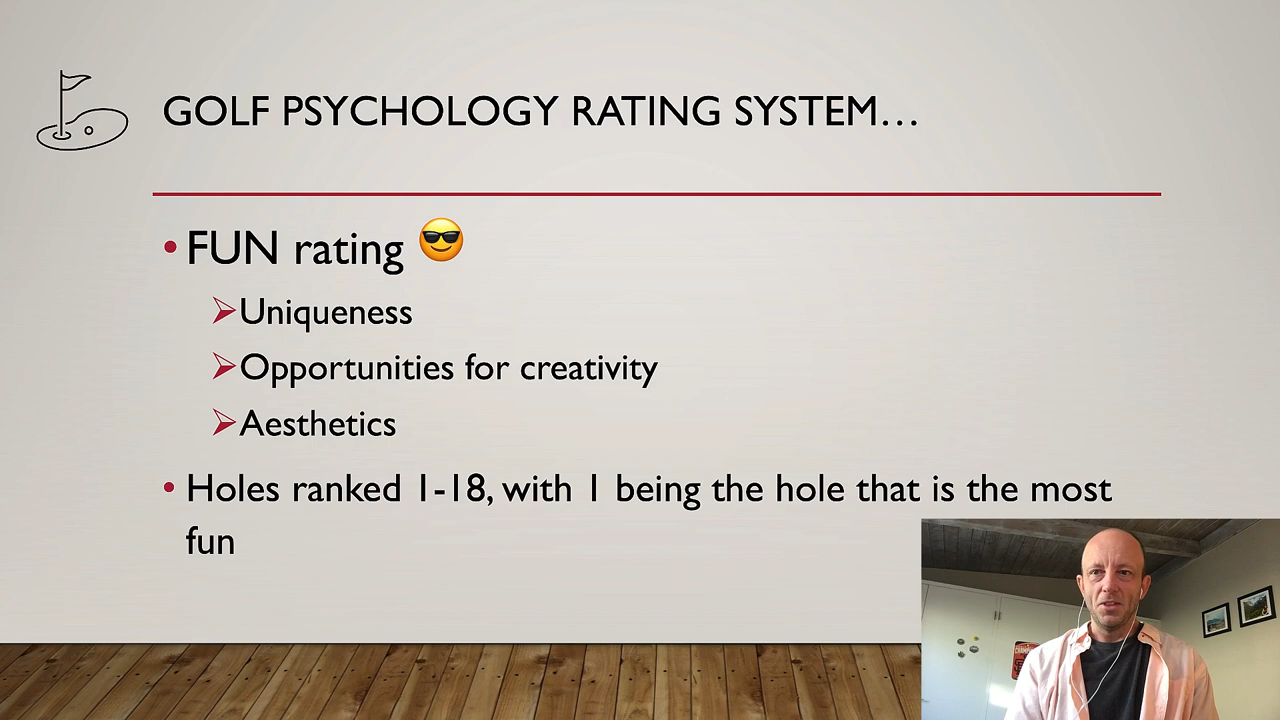 GOLF PSYCHOLOGY RATING SYSTEM…
• FUN rating 😎
➢Uniqueness
➢Opportunities for creativity
➢Aesthetics
• Holes ranked 1-18, with 1 being the hole that is the most
fun